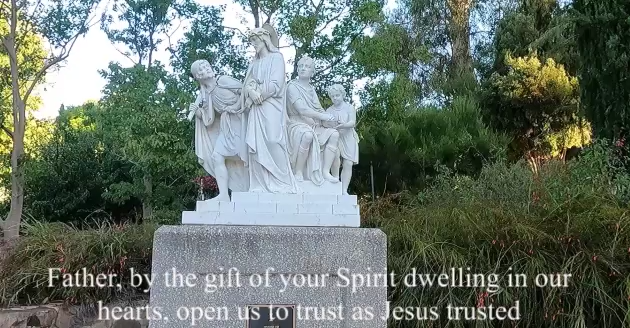 Father, by the gift of your Spirit dwelling in our
hearts, open us to trust as Jesus trusted